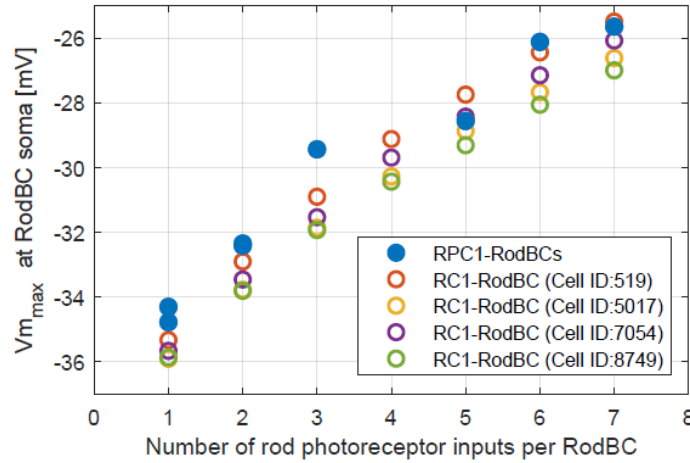 -26
-28
-30
-32
-34
-36
Vm_max at RodBC soma [mV]
RPC1-RodBCs
RC1-RodBC (Cell ID:519)
RC1-RodBC (Cell ID:5017)
RC1-RodBC (Cell ID:7054)
RC1-RodBC (Cell ID:8749)
0 1 2 3 4 5 6 7 8
Number of rod photoreceptor inputs per RodBC